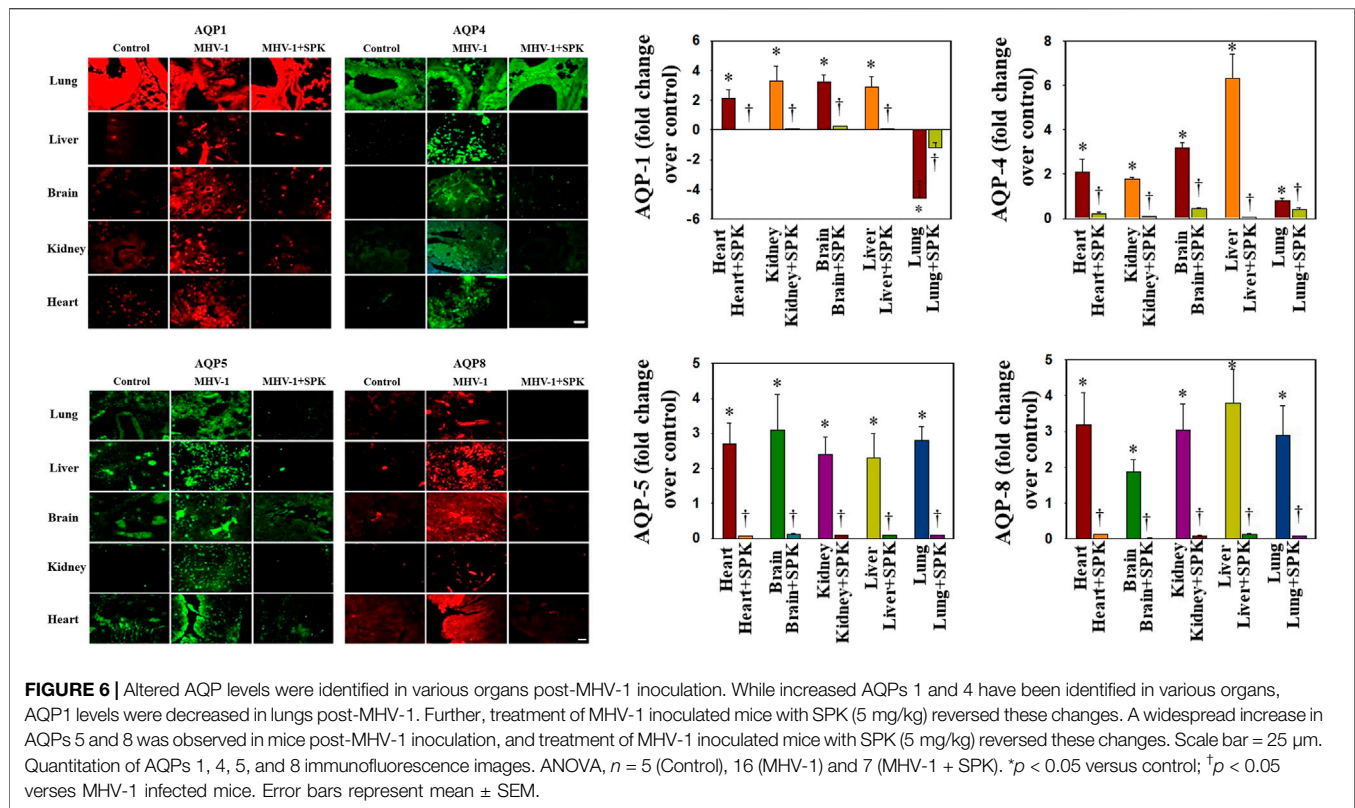 AQP1
Control MHV-1 MHV-1+SPK
Lung
Liver
Brain
Kidney
Heart
AQP4
Control MHV-1 MHV-1+SPK
AQP-1 (fold change
over control)
6
4
2
0
-2
-4
-6
* † * † * † * † * †
Heart
Heart+SPK
Kidney
Kidney+SPK
Brain
Brain+SPK
Liver
Liver+SPK
Lung
Lung+SPK
AQP-4 (fold change
over control)
8
6
4
2
0
* † * † * † * † * †
Heart
Heart+SPK
Kidney
Kidney+SPK
Brain
Brain+SPK
Liver
Liver+SPK
Lung
Lung+SPK
AQP5
Control MHV-1 MHV-1+SPK
Lung
Liver
Brain
Kidney
Heart
AQP8
Control MHV-1 MHV-1+SPK
AQP-5 (fold change
over control)
5
4
3
2
1
0
* † * † * † * † * †
Heart
Heart+SPK
Brain
Brain+SPK
Kidney
Kidney+SPK
Liver
Liver+SPK
Lung
Lung+SPK
AQP-8 (fold change
over control)
5
4
3
2
1
0
* † * † * † * † * †
Heart
Heart+SPK
Brain
Brain+SPK
Kidney
Kidney+SPK
Liver
Liver+SPK
Lung
Lung+SPK
FIGURE 6 | Altered AQP levels were identified in various organs post-MHV-1 inoculation. While increased AQPs 1 and 4 have been identified in various organs,
AQP1 levels were decreased in lungs post-MHV-1. Further, treatment of MHV-1 inoculated mice with SPK (5 mg/kg) reversed these changes. A widespread increase in
AQPs 5 and 8 was observed in mice post-MHV-1 inoculation, and treatment of MHV-1 inoculated mice with SPK (5 mg/kg) reversed these changes. Scale bar = 25 µm.
Quantitation of AQPs 1, 4, 5, and 8 immunofluorescence images. ANOVA, n = 5 (Control), 16 (MHV-1) and 7 (MHV-1 + SPK). *p < 0.05 versus control; †p < 0.05
verses MHV-1 infected mice. Error bars represent mean ± SEM.